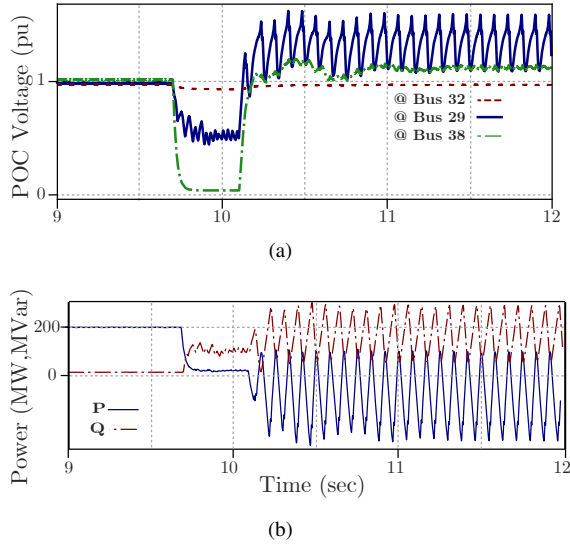 POC Voltage (pu)
1
0
@ Bus 32
@ Bus 29
@ Bus 38
9 10 11 12
(a)
Power (MW,MVar)
200
0
P
Q
9 10 11 12
Time (sec)
(b)